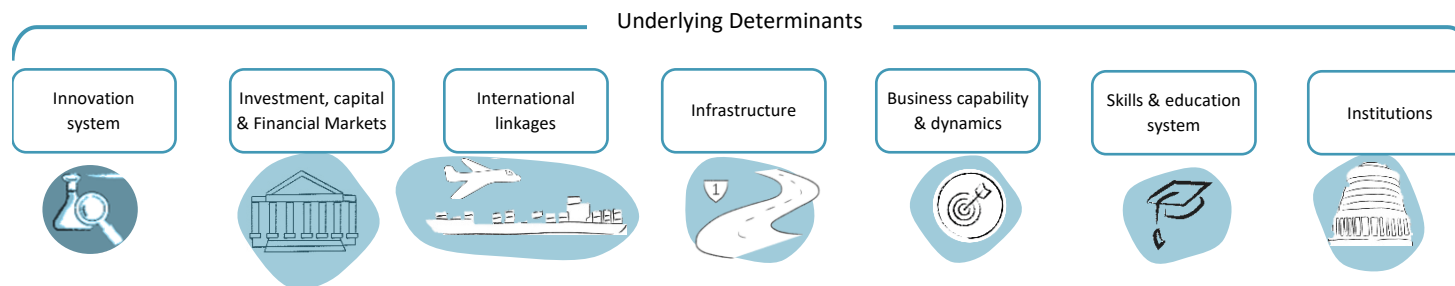 Underlying Determinants
Innovation
system
Investment, capital
& Financial Markets
International
linkages
Infrastructure
Business capability
& dynamics
Skills & education
system
Institutions
1